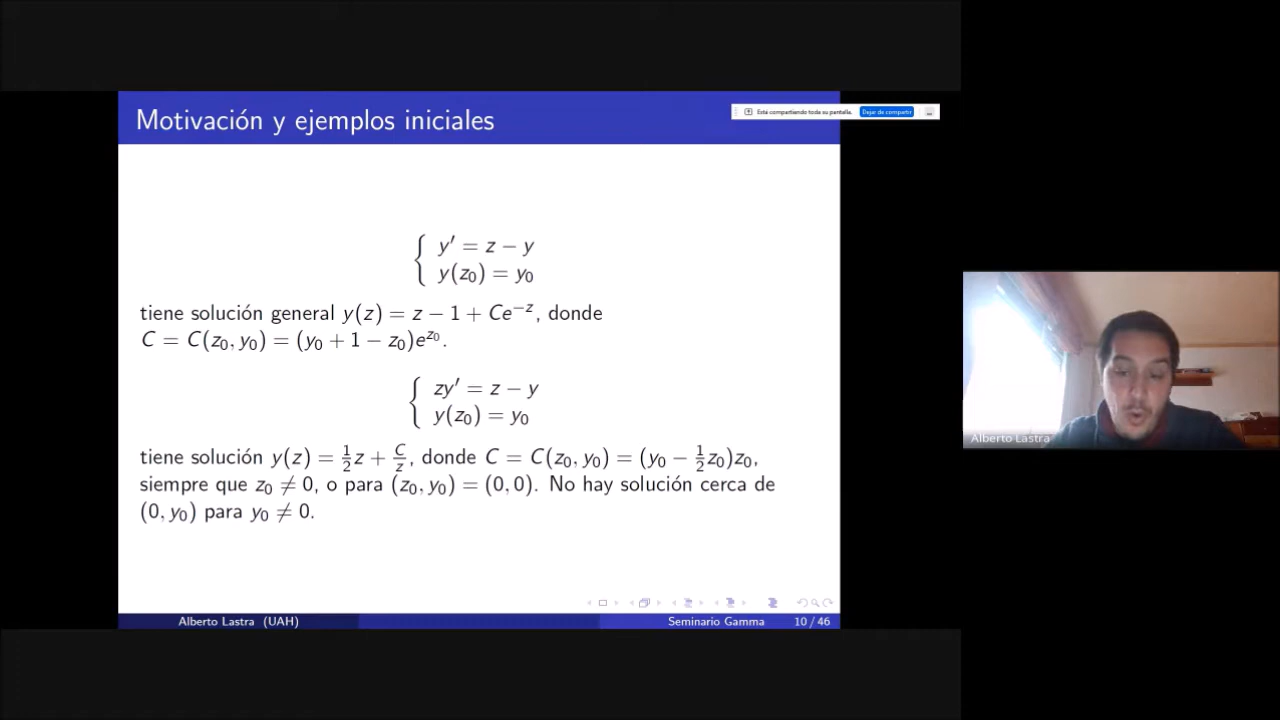 Motivación y ejemplos iniciales
Está compartiendo toda su pantalla. Dejar de compartir
{ y′ = z − y
y(z₀) = y₀
tiene solución general y(z) = z − 1 + Ce⁻ᶻ, donde
C = C(z₀, y₀) = (y₀ + 1 − z₀)e^{z₀}.
{ zy′ = z − y
y(z₀) = y₀
tiene solución y(z) = ½z + C/z, donde C = C(z₀, y₀) = (y₀ − ½z₀)z₀,
siempre que z₀ ≠ 0, o para (z₀, y₀) = (0, 0). No hay solución cerca de
(0, y₀) para y₀ ≠ 0.
Alberto Lastra
Alberto Lastra (UAH) Seminario Gamma 10 / 46